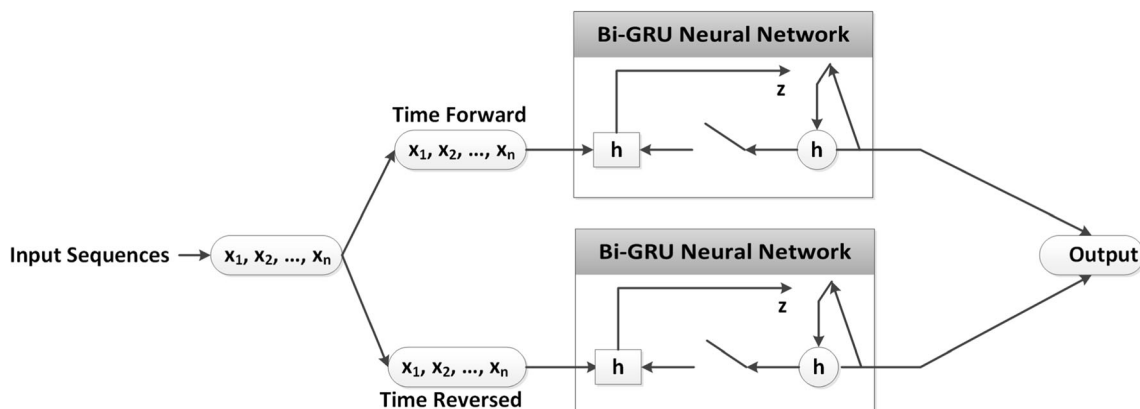 Bi-GRU Neural Network
z
Time Forward
x₁, x₂, ..., xₙ
h
h
Input Sequences
x₁, x₂, ..., xₙ
Output
Bi-GRU Neural Network
z
x₁, x₂, ..., xₙ
h
h
Time Reversed